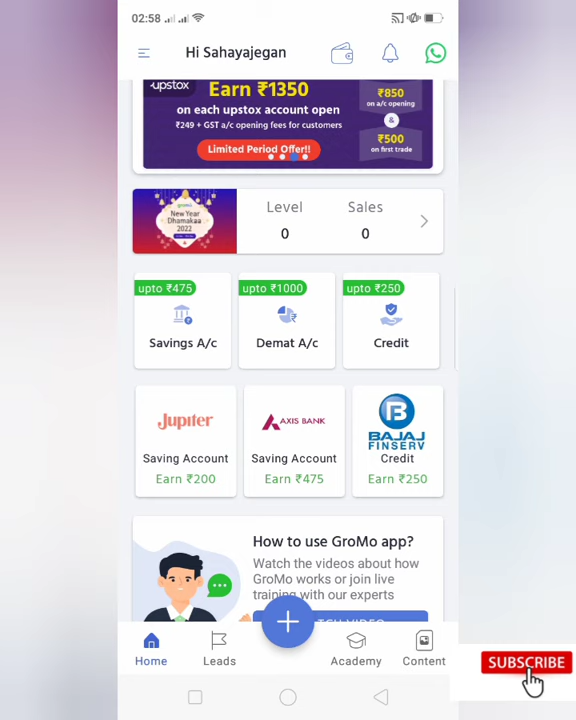 02:58
Hi Sahayajegan
upstox
Earn ₹1350
on each upstox account open
₹249 + GST a/c opening fees for customers
Limited Period Offer!!
₹850
on a/c opening
&
₹500
on first trade
GroMo
New Year
Dhamakaa
2022
Level
0
Sales
0
upto ₹475
Savings A/c
upto ₹1000
Demat A/c
upto ₹250
Credit
Jupiter
Saving Account
Earn ₹200
AXIS BANK
Saving Account
Earn ₹475
B
BAJAJ
FINSERV
Credit
Earn ₹250
How to use GroMo app?
Watch the videos about how
GroMo works or join live
training with our experts
VIDEO
Home
Leads
Academy
Content
SUBSCRIBE